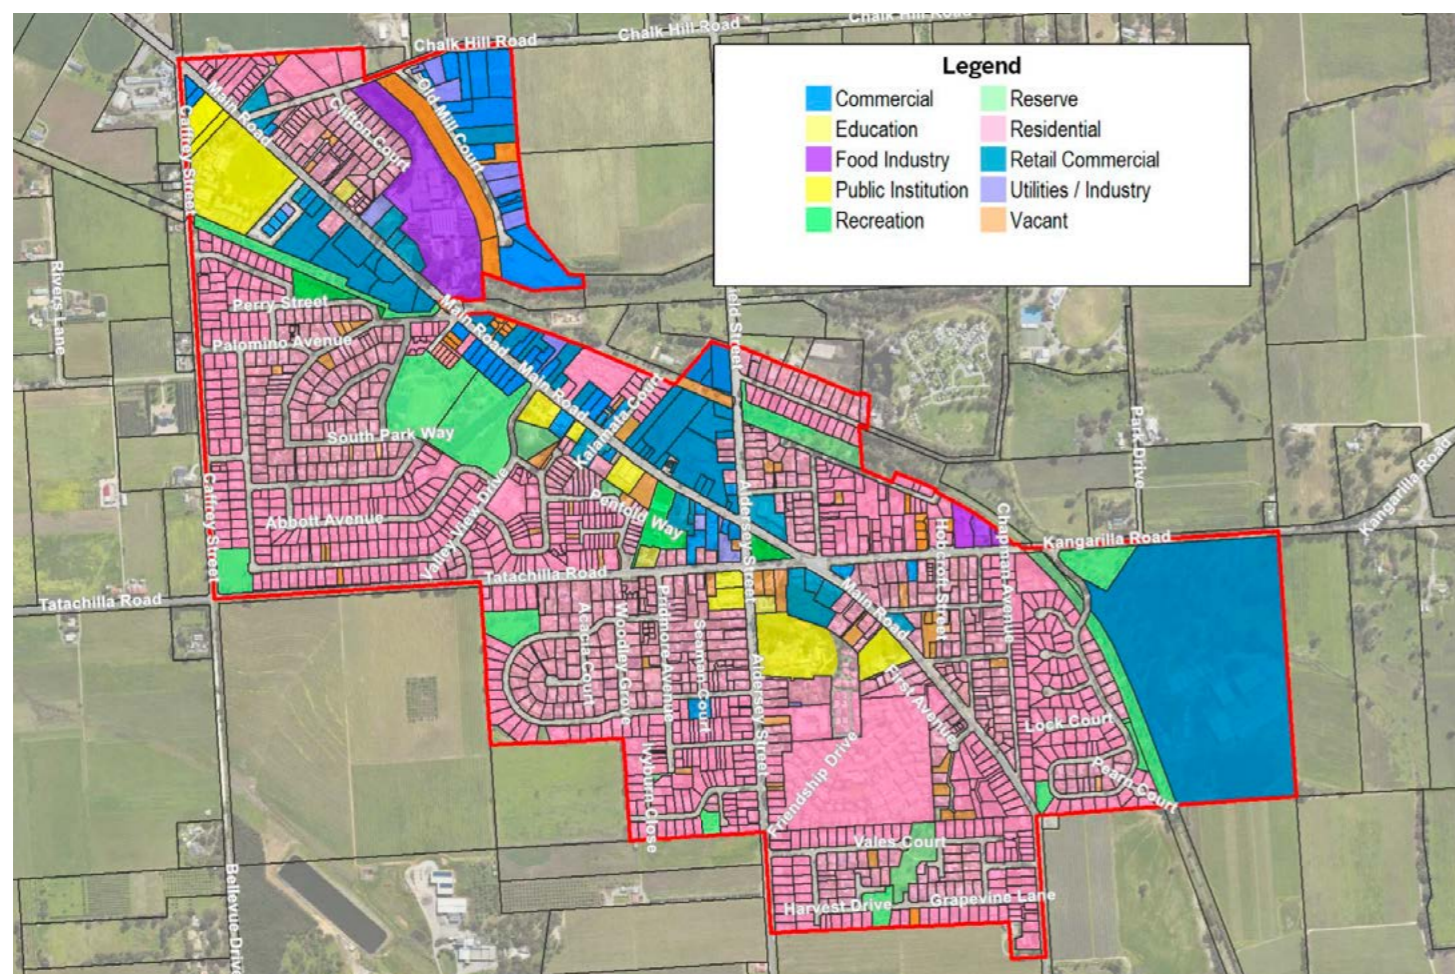 Chalk Hill Road
Chalk Hill Road
Chalk Hill Road
Legend
Commercial
Education
Food Industry
Public Institution
Recreation
Reserve
Residential
Retail Commercial
Utilities / Industry
Vacant
Main Road
Old Mill Court
Clifton Court
Caffrey Street
Rivers Lane
Perry Street
Main Road
Palomino Avenue
Main Road
Kalamata Court
South Park Way
Park Drive
Kangarilla Road
Caffrey Street
Abbott Avenue
Valley View Drive
Penfold Way
Aldersey Street
Holcroft Street
Chapman Avenue
Kangarilla Road
Tatachilla Road
Tatachilla Road
Main Road
Acacia Court
Woodley Grove
Pridmore Avenue
Seaman Court
Aldersey Street
First Avenue
Lock Court
Pearn Court
Ivyburn Close
Friendship Drive
Vales Court
Harvest Drive
Grapevine Lane
Bellevue Drive